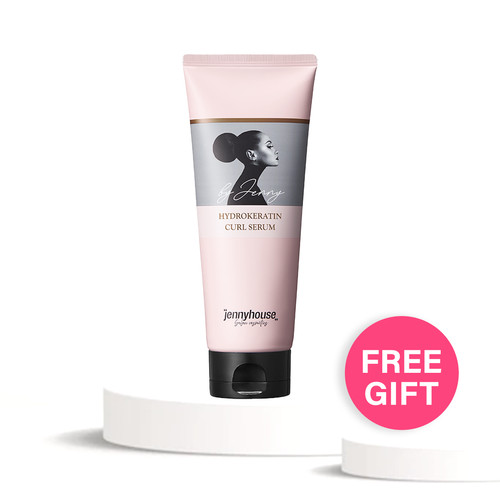 by Jenny
HYDROKERATIN
CURL SERUM
jennyhouse
FREE
GIFT